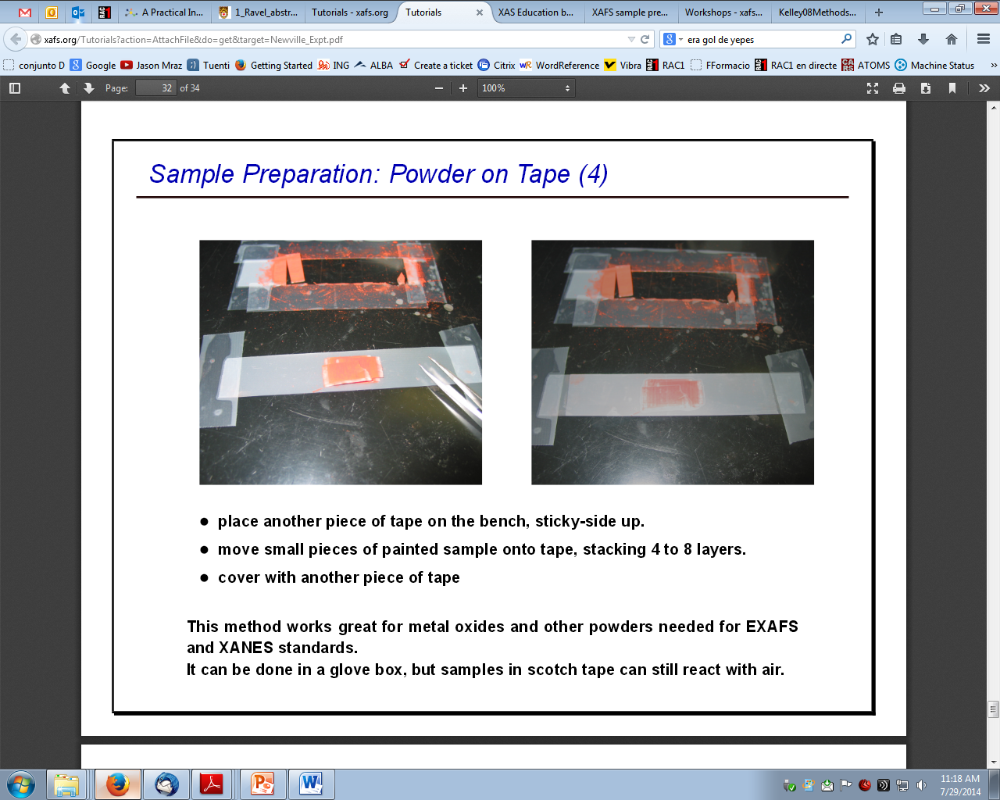 A Practical In...
1_Ravel_abstr...
Tutorials - xafs.org
Tutorials
XAS Education b...
XAFS sample pre...
Workshops - xafs...
Kelley08Methods...
xafs.org/Tutorials?action=AttachFile&do=get&target=Newville_Expt.pdf
era gol de yepes
conjunto D
Google
Jason Mraz
Tuenti
Getting Started
ING
ALBA
Create a ticket
Citrix
WordReference
Vibra
RAC1
FFormacio
RAC1 en directe
ATOMS
Machine Status
Page: 32 of 34
100%
Sample Preparation: Powder on Tape (4)
● place another piece of tape on the bench, sticky-side up.
● move small pieces of painted sample onto tape, stacking 4 to 8 layers.
● cover with another piece of tape
This method works great for metal oxides and other powders needed for EXAFS
and XANES standards.
It can be done in a glove box, but samples in scotch tape can still react with air.
11:18 AM
7/29/2014